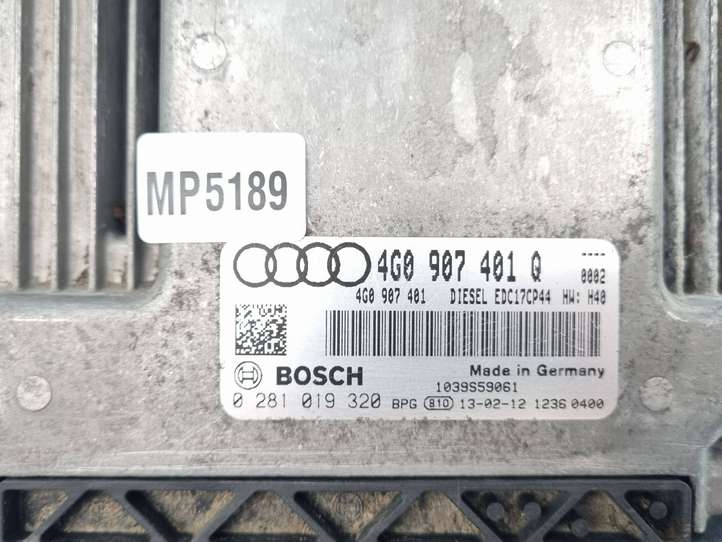 MP5189
4G0 907 401 Q ----
0002
4G0 907 401 DIESEL EDC17CP44 HW: H40
BOSCH Made in Germany
1039S59061
0 281 019 320 BPG 810 13-02-12 1236 0400